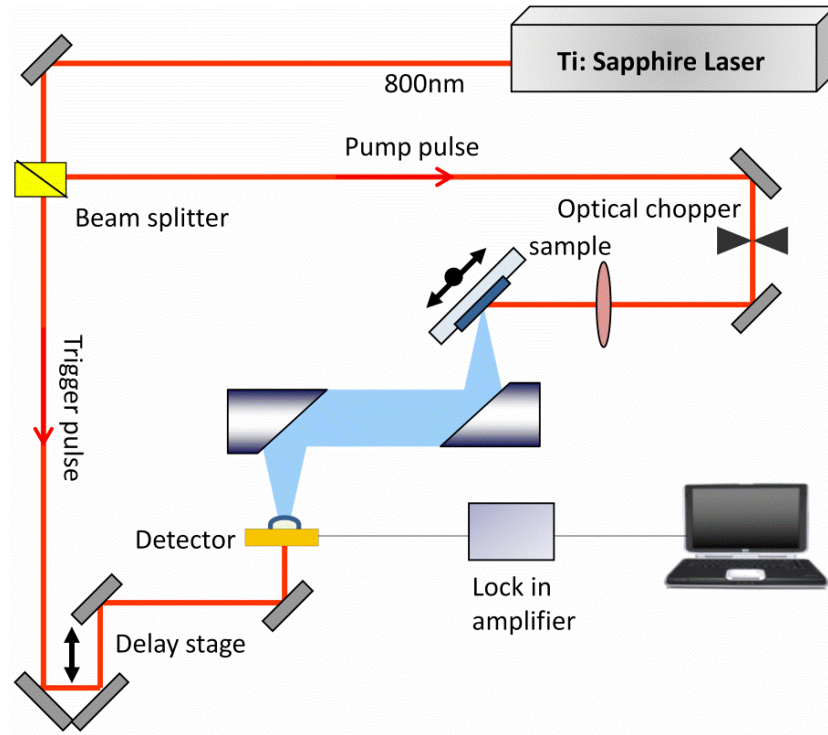 Ti: Sapphire Laser
800nm
Pump pulse
Beam splitter
Optical chopper
sample
Trigger pulse
Detector
Lock in
amplifier
Delay stage